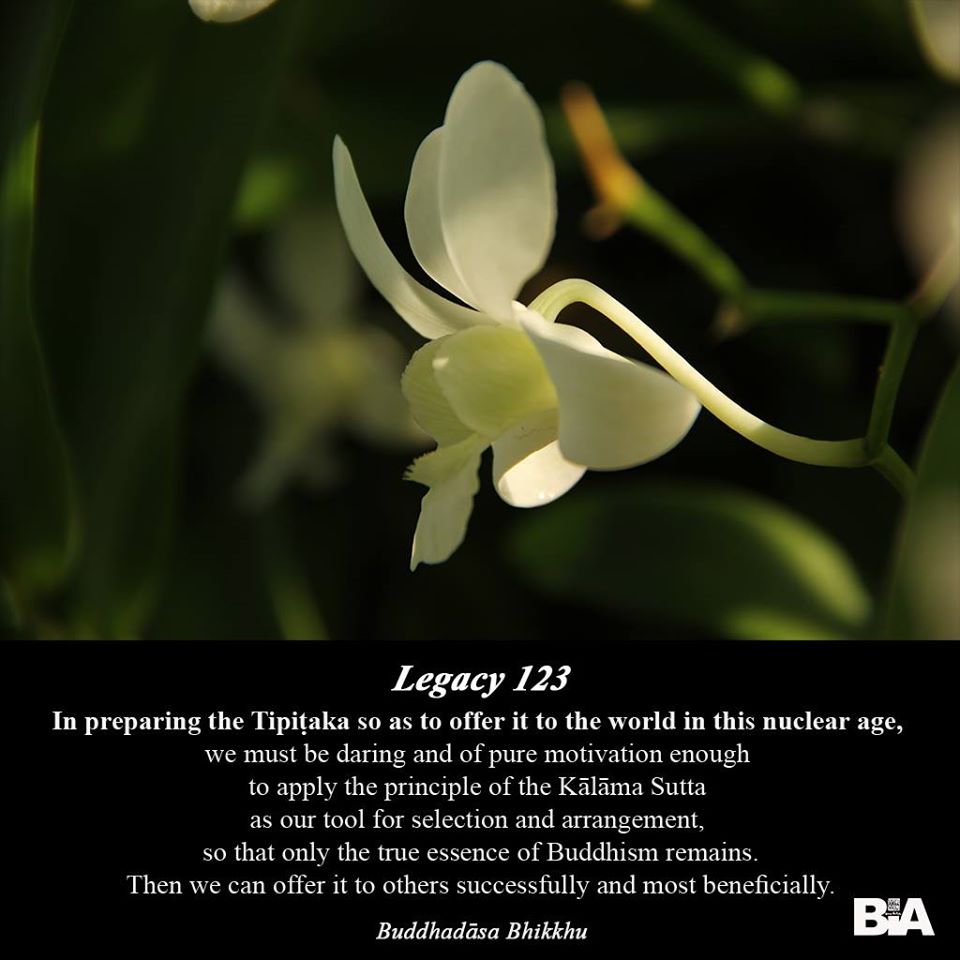 Legacy 123
In preparing the Tipiṭaka so as to offer it to the world in this nuclear age,
we must be daring and of pure motivation enough
to apply the principle of the Kālāma Sutta
as our tool for selection and arrangement,
so that only the true essence of Buddhism remains.
Then we can offer it to others successfully and most beneficially.
Buddhadāsa Bhikkhu
BIA